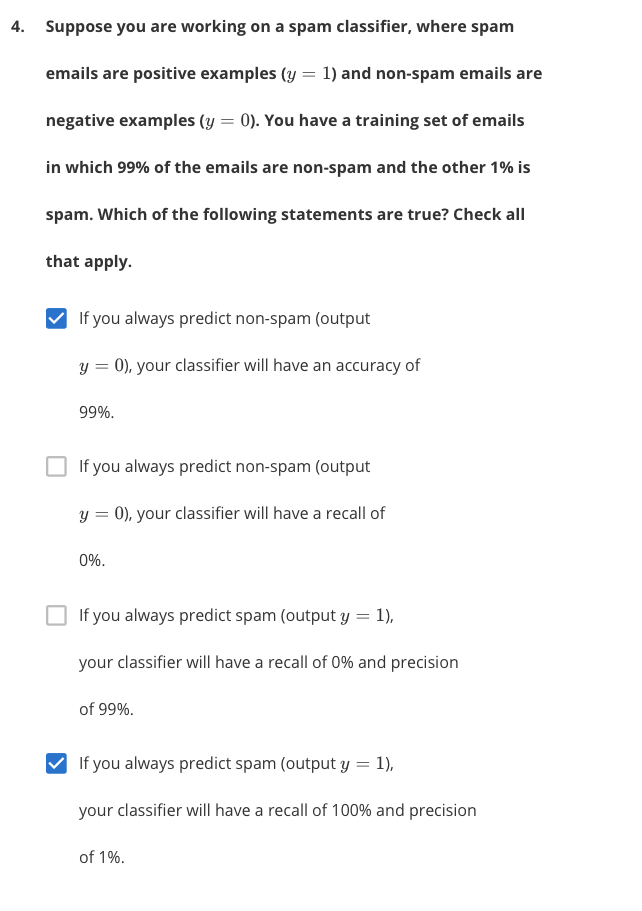 4. Suppose you are working on a spam classifier, where spam
emails are positive examples (y = 1) and non-spam emails are
negative examples (y = 0). You have a training set of emails
in which 99% of the emails are non-spam and the other 1% is
spam. Which of the following statements are true? Check all
that apply.
If you always predict non-spam (output
y = 0), your classifier will have an accuracy of
99%.
If you always predict non-spam (output
y = 0), your classifier will have a recall of
0%.
If you always predict spam (output y = 1),
your classifier will have a recall of 0% and precision
of 99%.
If you always predict spam (output y = 1),
your classifier will have a recall of 100% and precision
of 1%.